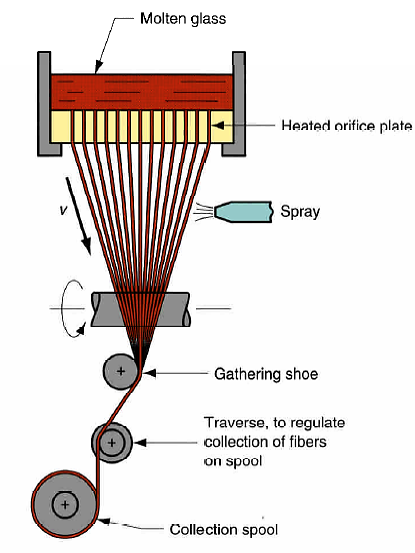 Molten glass
Heated orifice plate
v
Spray
Gathering shoe
Traverse, to regulate
collection of fibers
on spool
Collection spool